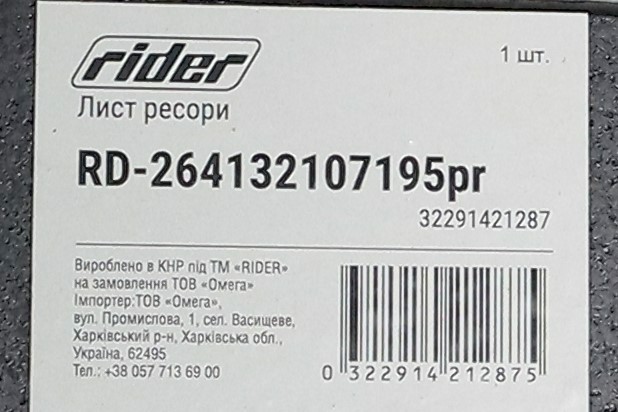 rider
1 шт.
Лист ресори
RD-264132107195pr
32291421287
Вироблено в КНР під ТМ «RIDER»
на замовлення ТОВ «Омега»
Імпортер:ТОВ «Омега»,
вул. Промислова, 1, сел. Васищеве,
Харківський р-н, Харківська обл.,
Україна, 62495
Тел.: +38 057 713 69 00
0 322914 212875